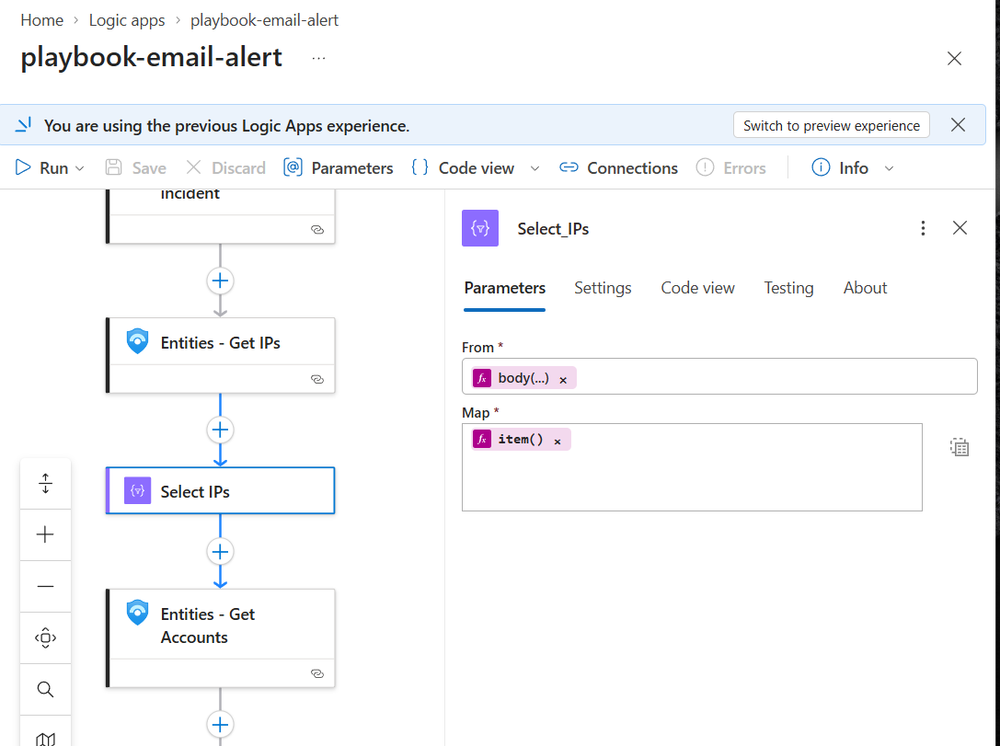 Home > Logic apps > playbook-email-alert
playbook-email-alert ...
You are using the previous Logic Apps experience.
Switch to preview experience
Run
Save
Discard
Parameters
Code view
Connections
Errors
Info
incident
Entities - Get IPs
Select IPs
Entities - Get
Accounts
Select_IPs
Parameters
Settings
Code view
Testing
About
From *
fx body(...) ×
Map *
fx item() ×